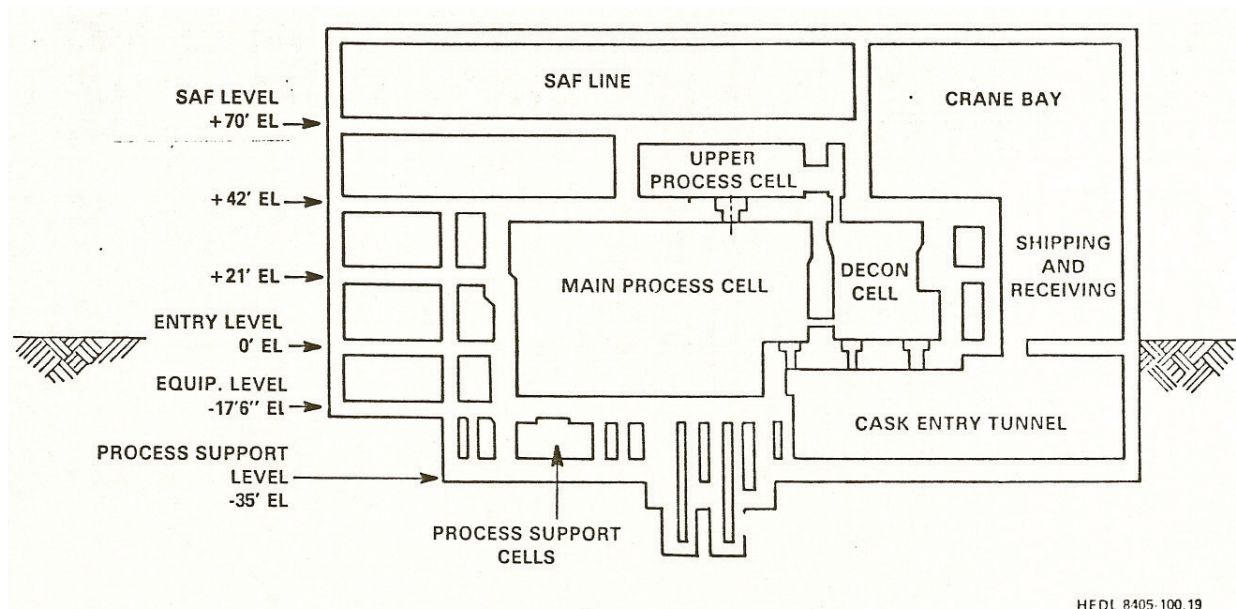 SAF LINE
CRANE BAY
SAF LEVEL
+70' EL
UPPER
PROCESS CELL
+42' EL
SHIPPING
AND
RECEIVING
+21' EL
MAIN PROCESS CELL
DECON
CELL
ENTRY LEVEL
0' EL
EQUIP. LEVEL
-17'6" EL
CASK ENTRY TUNNEL
PROCESS SUPPORT
LEVEL
-35' EL
PROCESS SUPPORT
CELLS
HEDL 8405-100.19